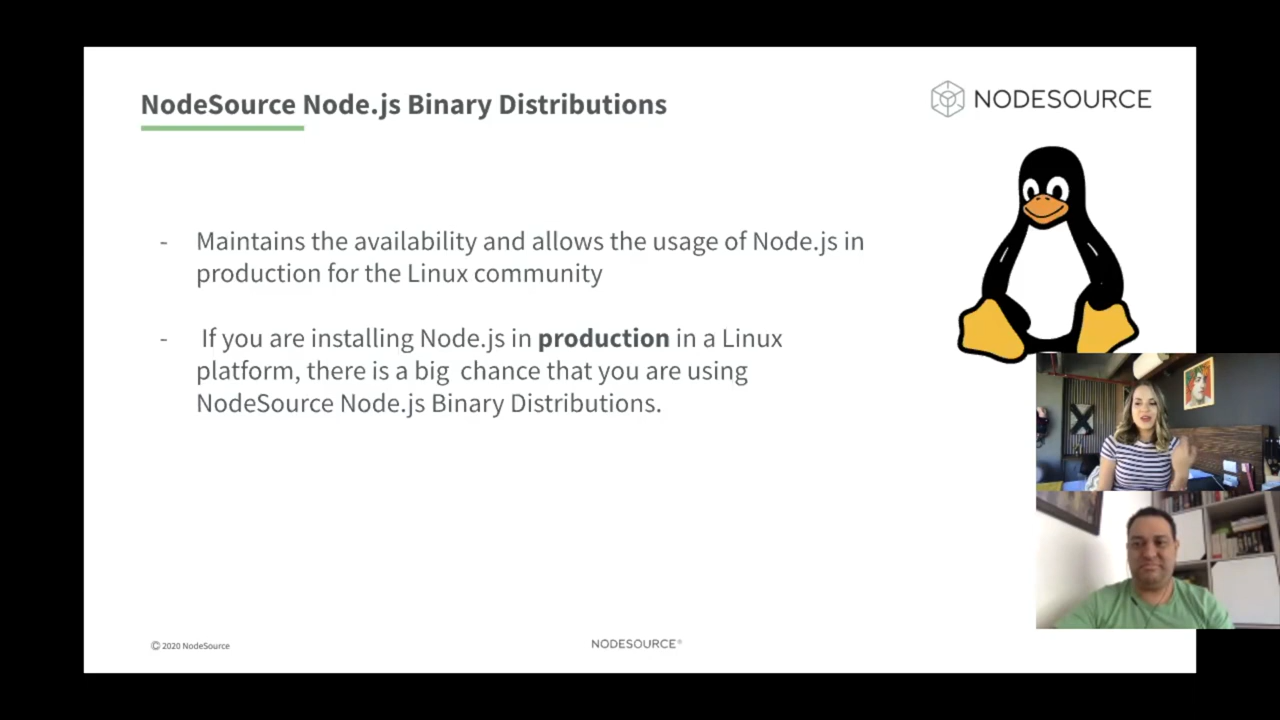 NodeSource Node.js Binary Distributions
NODESOURCE
- Maintains the availability and allows the usage of Node.js in
production for the Linux community
- If you are installing Node.js in production in a Linux
platform, there is a big chance that you are using
NodeSource Node.js Binary Distributions.
© 2020 NodeSource
NODESOURCE®